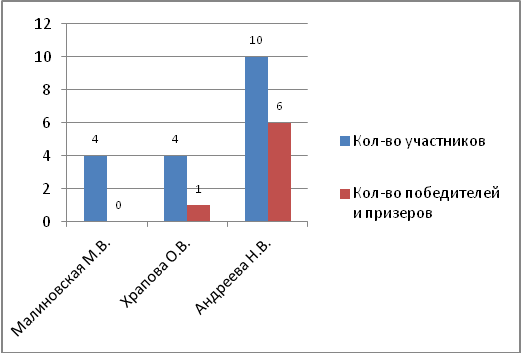 12
10
8
6
4
2
0
4
0
4
1
10
6
Малиновская М.В.
Храпова О.В.
Андреева Н.В.
Кол-во участников
Кол-во победителей
и призеров